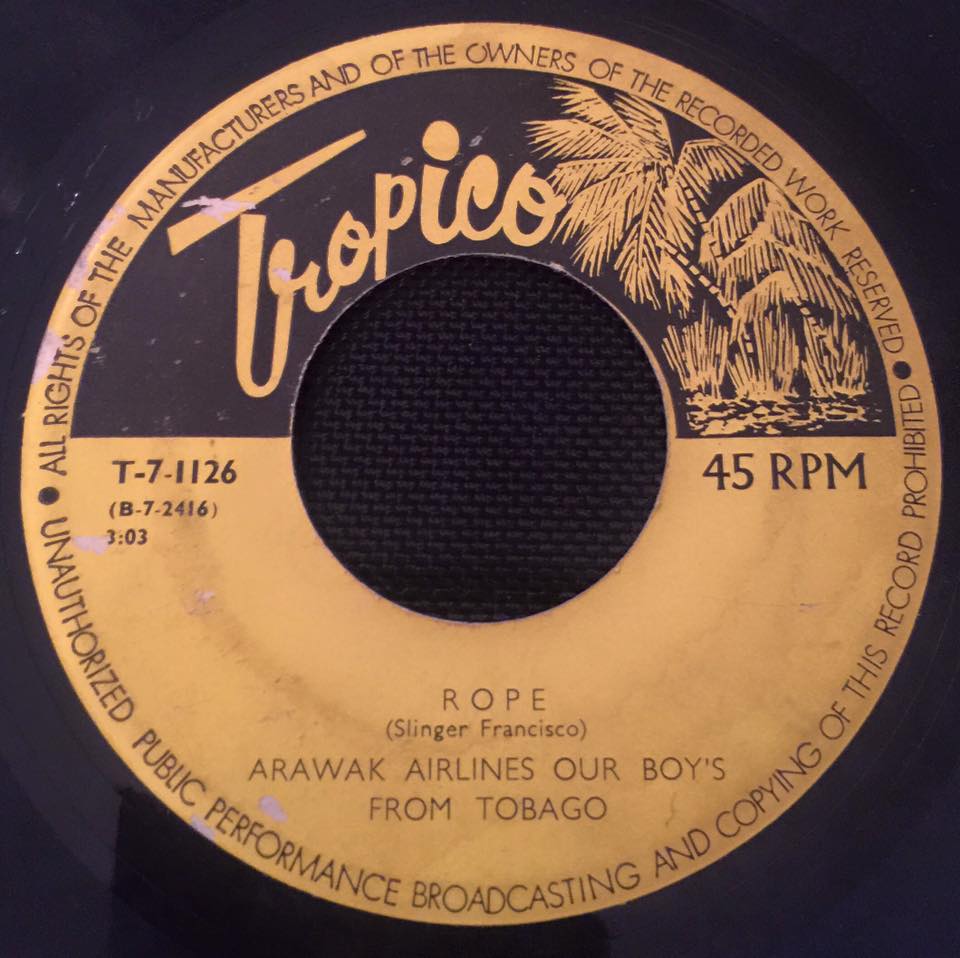 ● ALL RIGHTS OF THE MANUFACTURERS AND OF THE OWNERS OF THE RECORDED WORK RESERVED ●
Tropico
T-7-1126
(B-7-2416)
3:03
45 RPM
ROPE
(Slinger Francisco)
ARAWAK AIRLINES OUR BOY'S
FROM TOBAGO
UNAUTHORIZED PUBLIC PERFORMANCE BROADCASTING AND COPYING OF THIS RECORD PROHIBITED